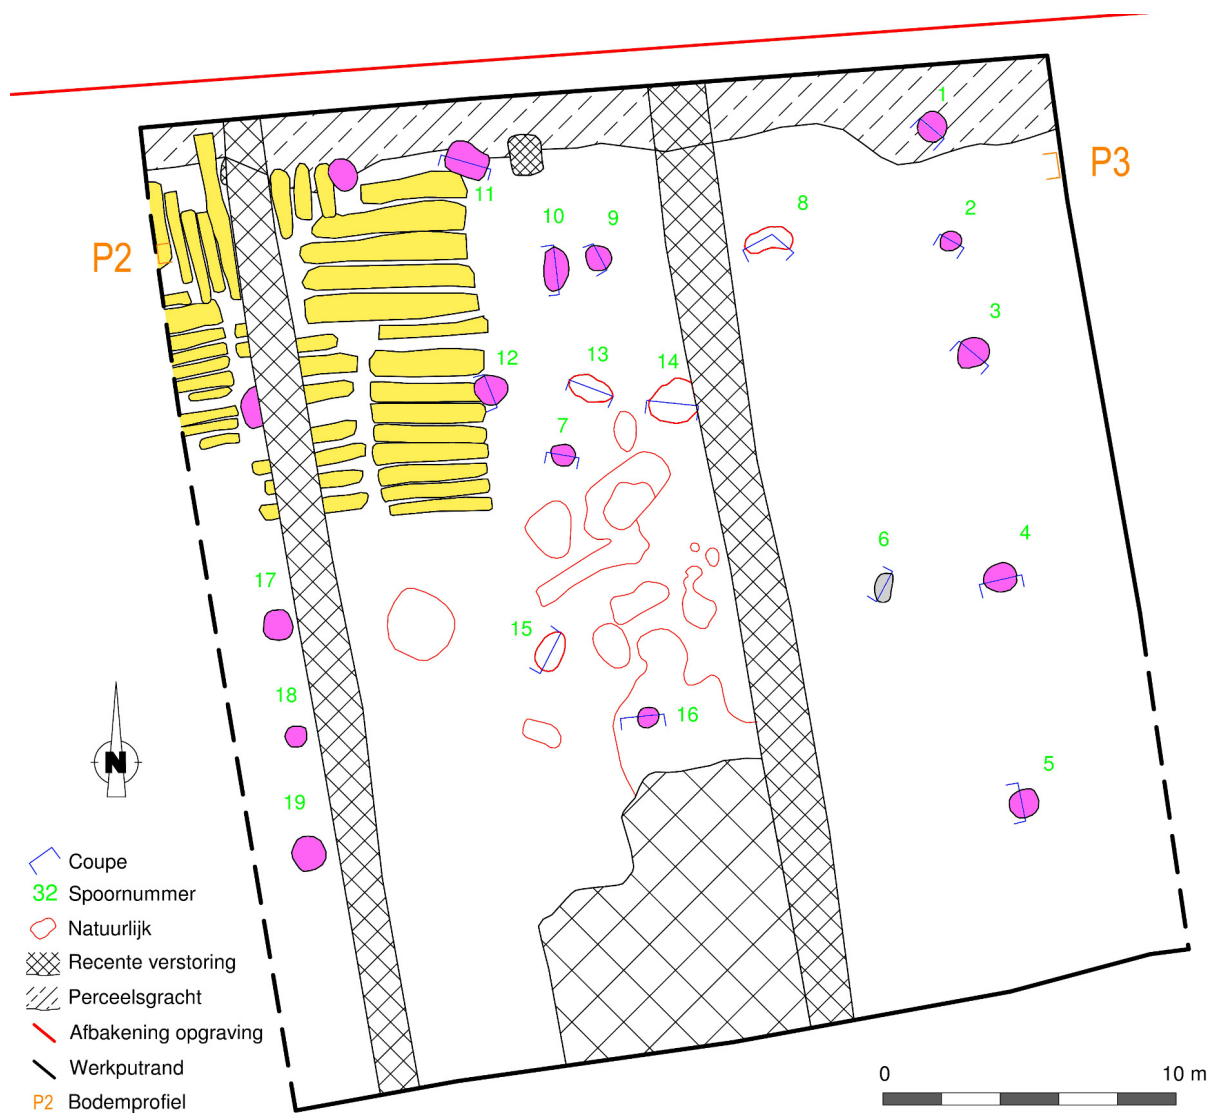 1
P3
11
8
2
10
9
P2
3
12
13
14
7
6
4
17
15
18
16
5
19
N
Coupe
32 Spoornummer
Natuurlijk
Recente verstoring
Perceelsgracht
Afbakening opgraving
Werkputrand
P2 Bodemprofiel
0 10 m